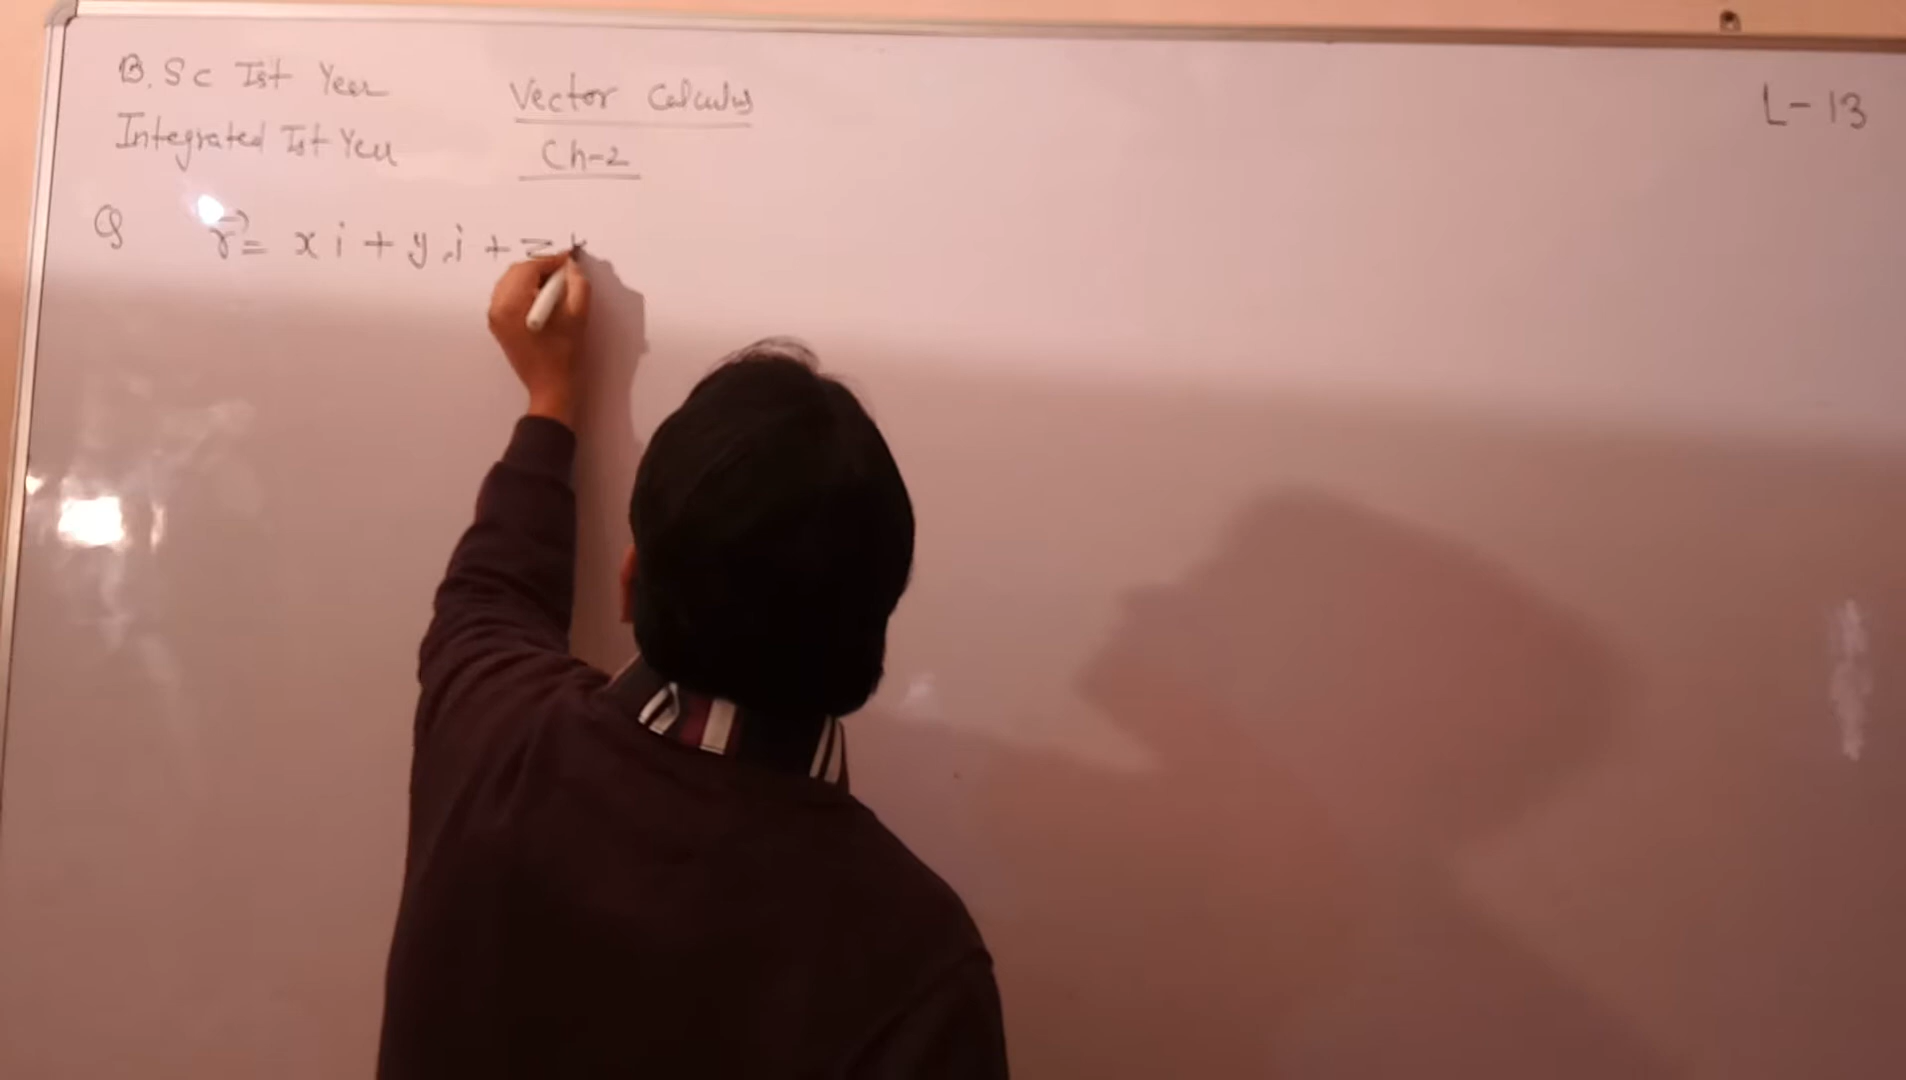 B.Sc Ist Year
Integrated Ist Year
Vector Calculus
Ch-2
L-13
Q r⃗ = x i + y j + z k